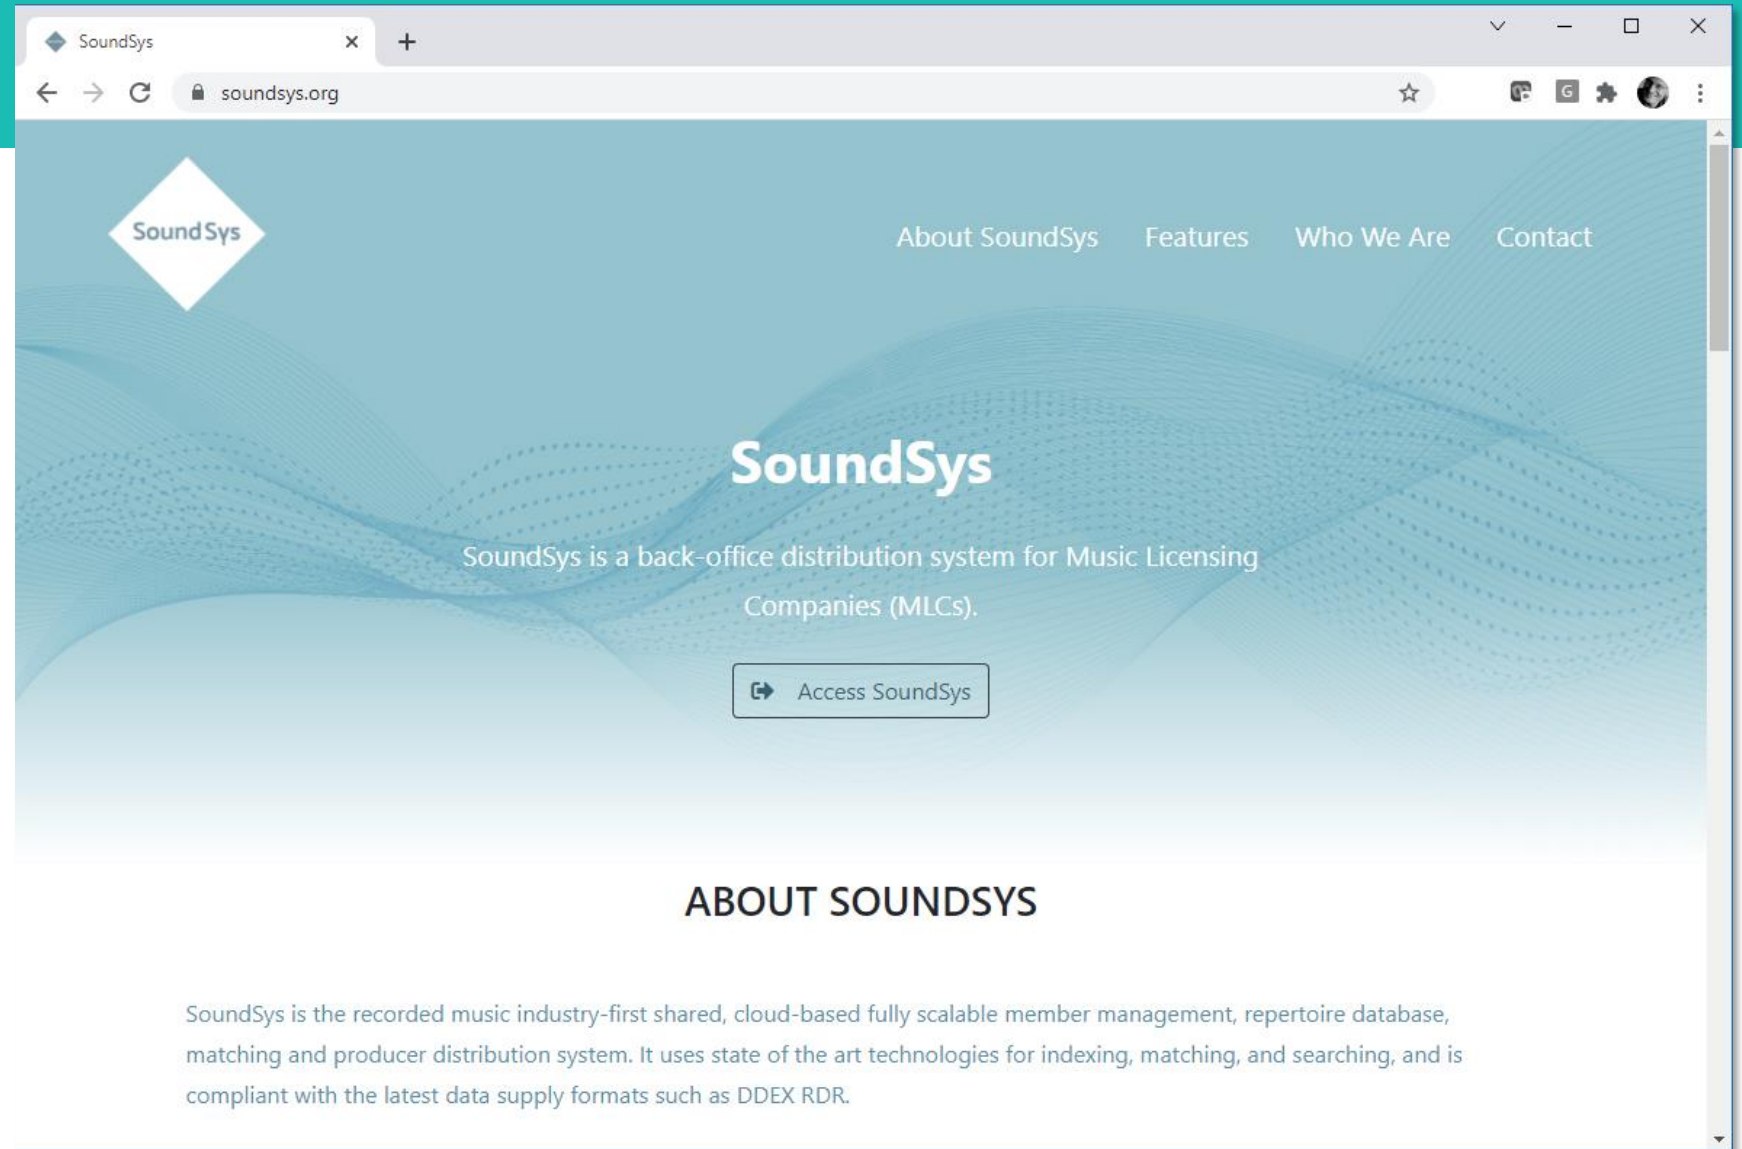 SoundSys
soundsys.org
G
SoundSys
About SoundSys Features Who We Are Contact
SoundSys
SoundSys is a back-office distribution system for Music Licensing
Companies (MLCs).
Access SoundSys
ABOUT SOUNDSYS
SoundSys is the recorded music industry-first shared, cloud-based fully scalable member management, repertoire database,
matching and producer distribution system. It uses state of the art technologies for indexing, matching, and searching, and is
compliant with the latest data supply formats such as DDEX RDR.